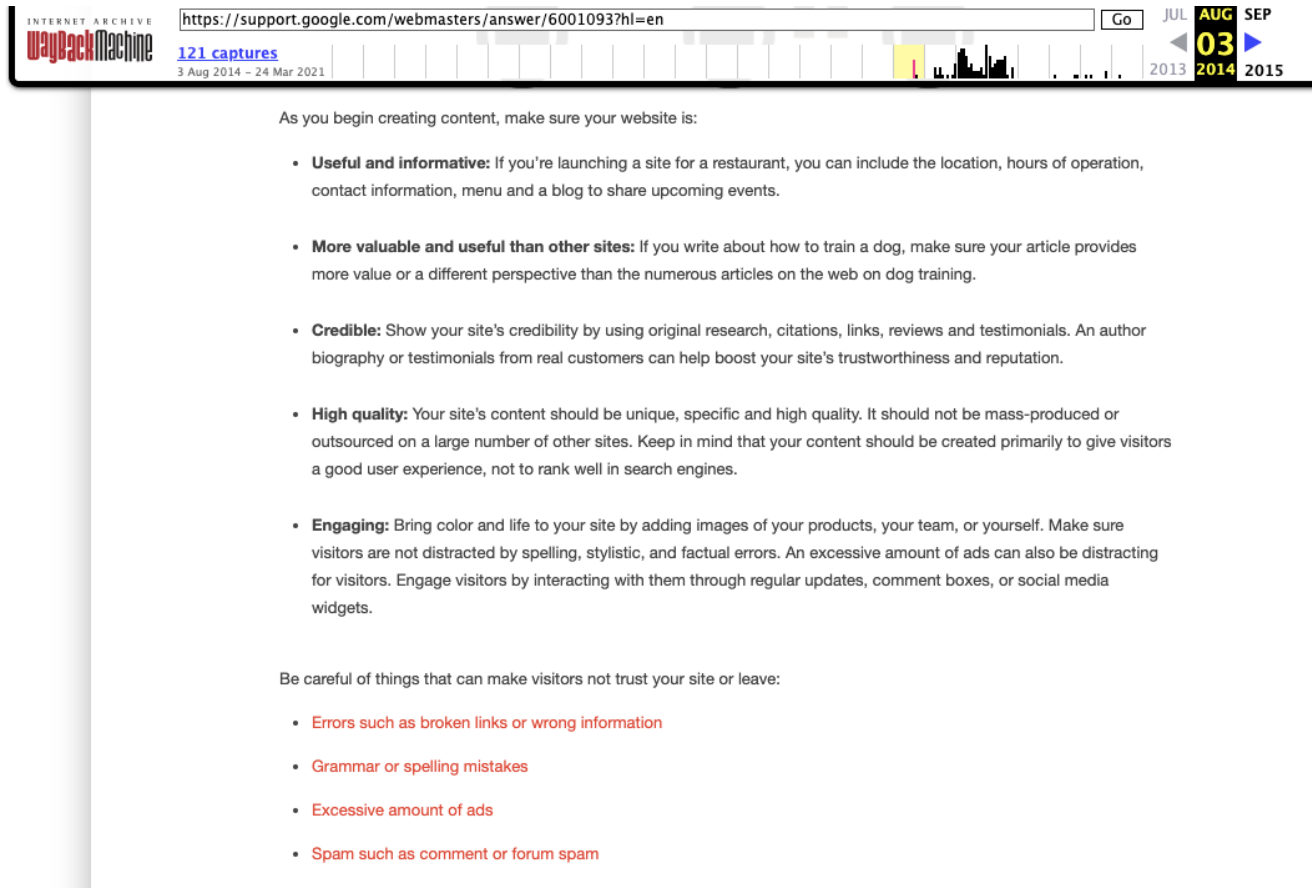 INTERNET ARCHIVE
WayBackMachine
https://support.google.com/webmasters/answer/6001093?hl=en
Go
JUL AUG SEP
121 captures
03
3 Aug 2014 – 24 Mar 2021
2013 2014 2015
As you begin creating content, make sure your website is:
• Useful and informative: If you’re launching a site for a restaurant, you can include the location, hours of operation,
contact information, menu and a blog to share upcoming events.
• More valuable and useful than other sites: If you write about how to train a dog, make sure your article provides
more value or a different perspective than the numerous articles on the web on dog training.
• Credible: Show your site’s credibility by using original research, citations, links, reviews and testimonials. An author
biography or testimonials from real customers can help boost your site’s trustworthiness and reputation.
• High quality: Your site’s content should be unique, specific and high quality. It should not be mass-produced or
outsourced on a large number of other sites. Keep in mind that your content should be created primarily to give visitors
a good user experience, not to rank well in search engines.
• Engaging: Bring color and life to your site by adding images of your products, your team, or yourself. Make sure
visitors are not distracted by spelling, stylistic, and factual errors. An excessive amount of ads can also be distracting
for visitors. Engage visitors by interacting with them through regular updates, comment boxes, or social media
widgets.
Be careful of things that can make visitors not trust your site or leave:
• Errors such as broken links or wrong information
• Grammar or spelling mistakes
• Excessive amount of ads
• Spam such as comment or forum spam